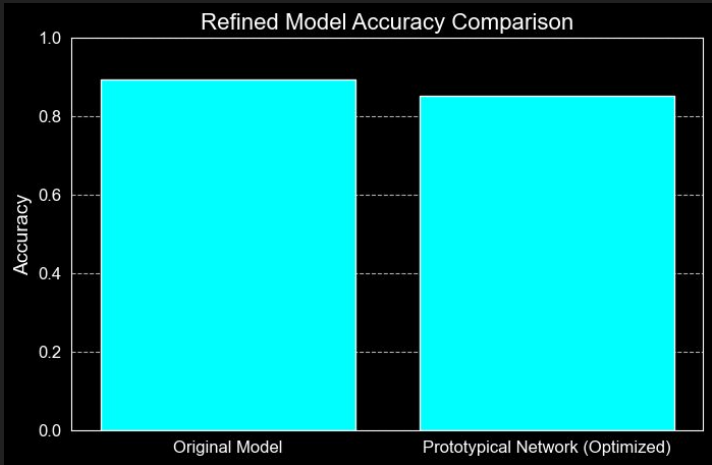 Refined Model Accuracy Comparison
1.0
0.8
0.6
0.4
0.2
0.0
Accuracy
Original Model
Prototypical Network (Optimized)